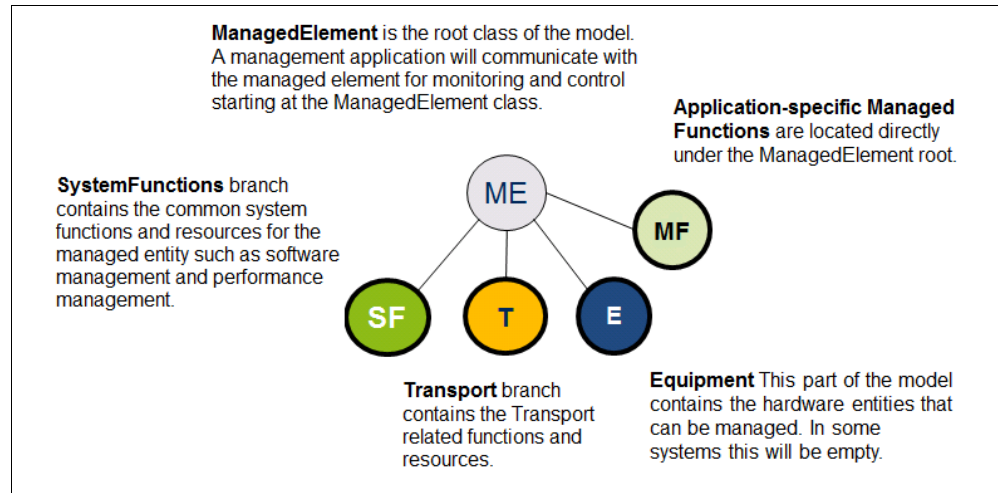 ManagedElement is the root class of the model.
A management application will communicate with
the managed element for monitoring and control
starting at the ManagedElement class.
Application-specific Managed
Functions are located directly
under the ManagedElement root.
SystemFunctions branch
contains the common system
functions and resources for the
managed entity such as software
management and performance
management.
ME
MF
SF
T
E
Transport branch
contains the Transport
related functions and
resources.
Equipment This part of the model
contains the hardware entities that
can be managed. In some
systems this will be empty.